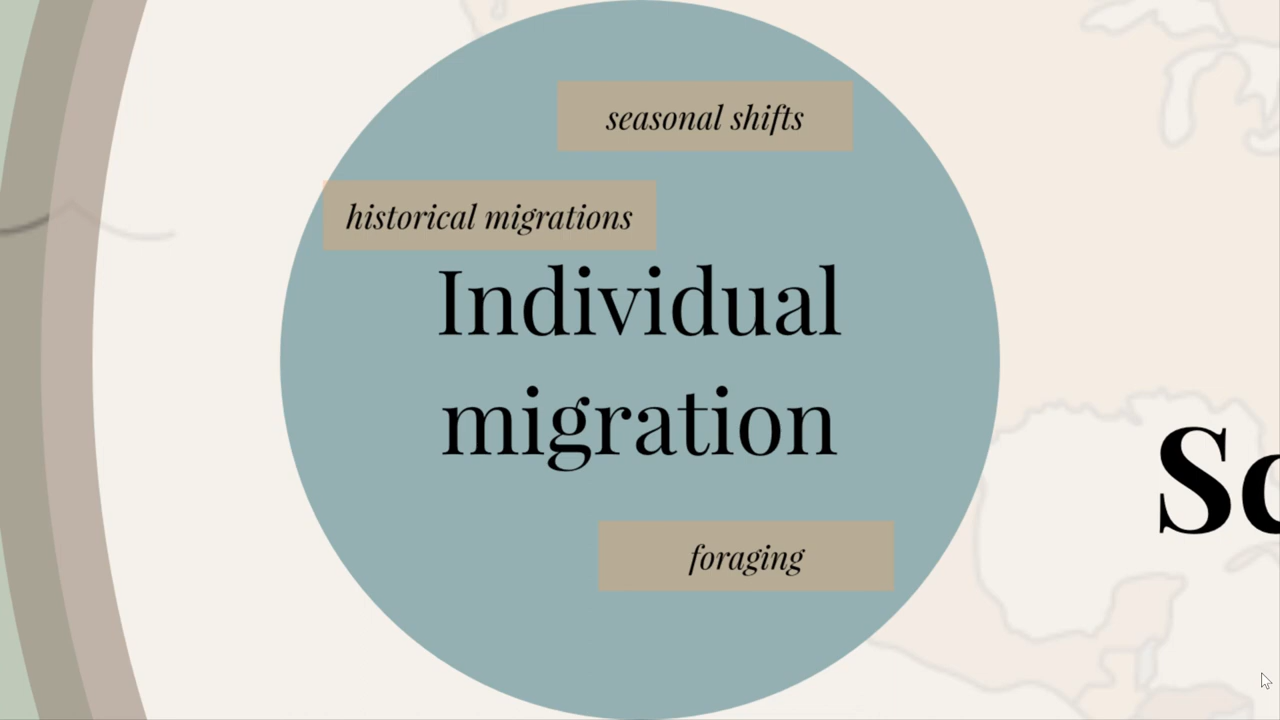 seasonal shifts
historical migrations
Individual
migration
foraging